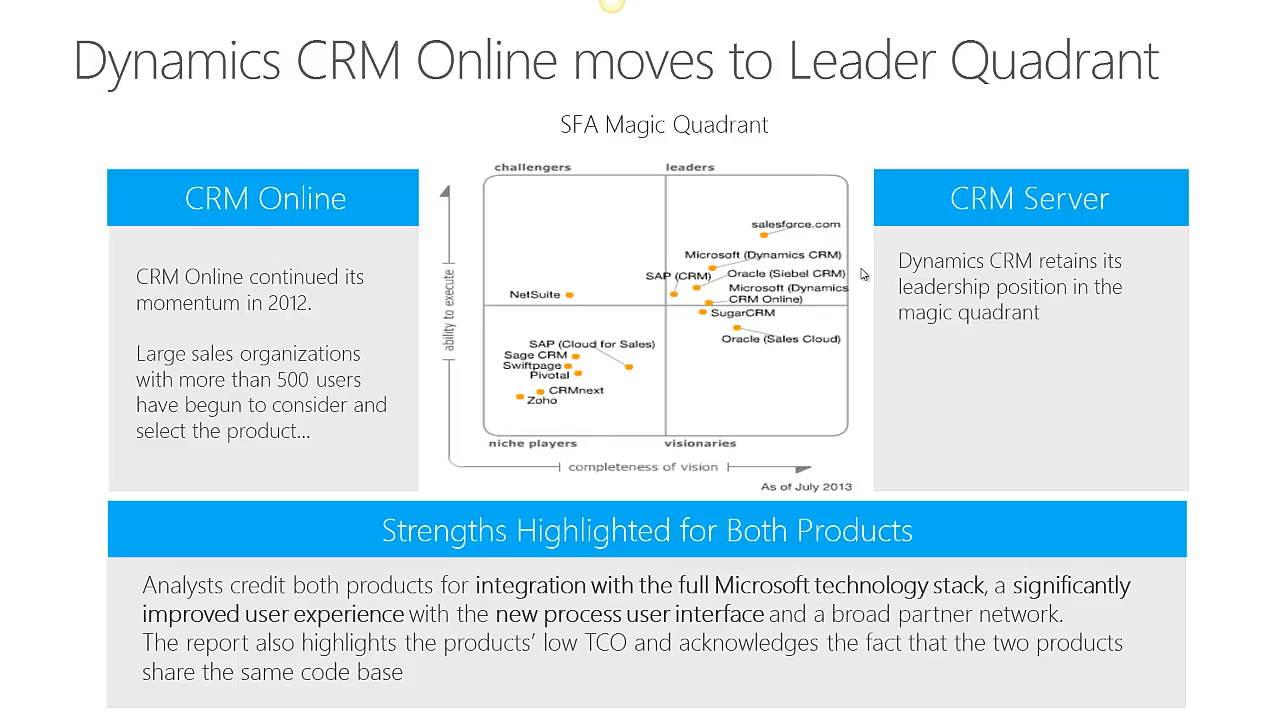 Dynamics CRM Online moves to Leader Quadrant
SFA Magic Quadrant
CRM Online
CRM Online continued its
momentum in 2012.
Large sales organizations
with more than 500 users
have begun to consider and
select the product...
challengers
leaders
salesforce.com
Microsoft (Dynamics CRM)
SAP (CRM)
Oracle (Siebel CRM)
Microsoft (Dynamics
CRM Online)
NetSuite
SugarCRM
Oracle (Sales Cloud)
SAP (Cloud for Sales)
Sage CRM
Swiftpage
Pivotal
CRMnext
Zoho
niche players
visionaries
ability to execute
completeness of vision
As of July 2013
CRM Server
Dynamics CRM retains its
leadership position in the
magic quadrant
Strengths Highlighted for Both Products
Analysts credit both products for integration with the full Microsoft technology stack, a significantly
improved user experience with the new process user interface and a broad partner network.
The report also highlights the products' low TCO and acknowledges the fact that the two products
share the same code base